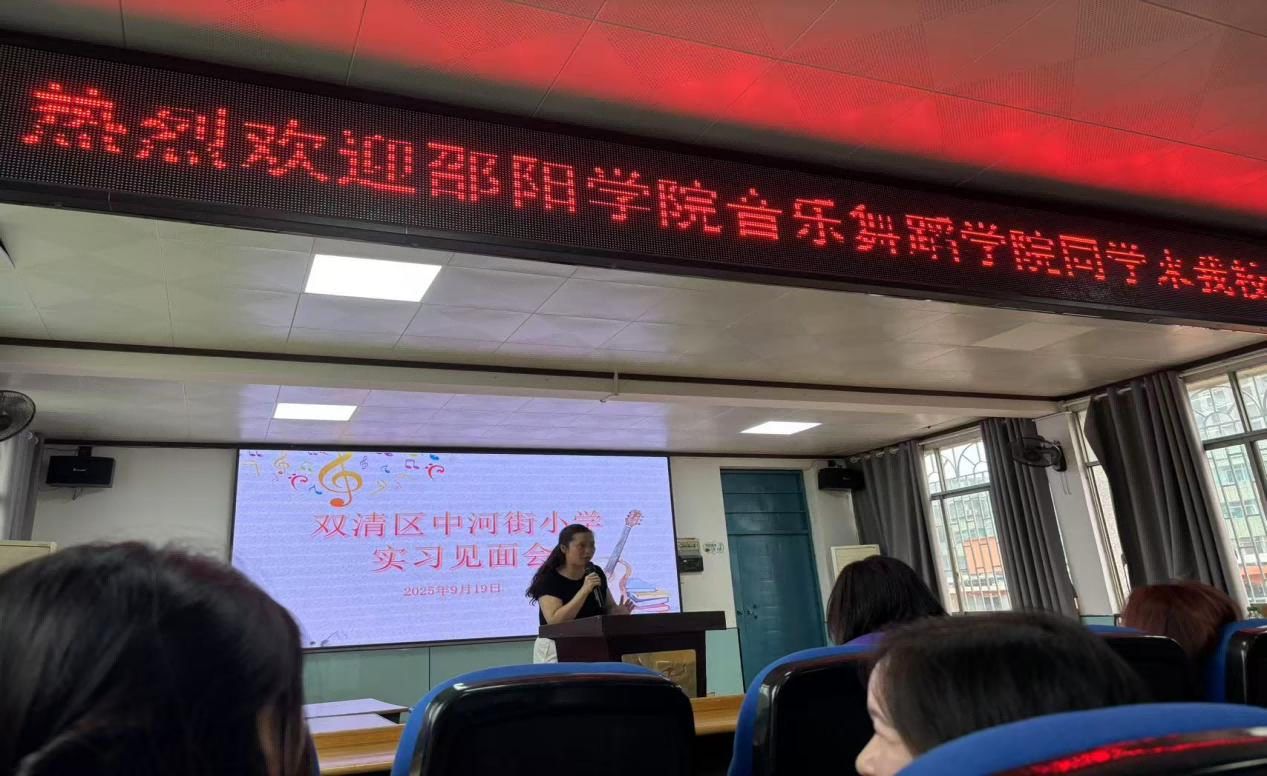 热烈欢迎邵阳学院音乐舞蹈学院同学来我校
双清区中河街小学
实习见面会
2025年9月19日